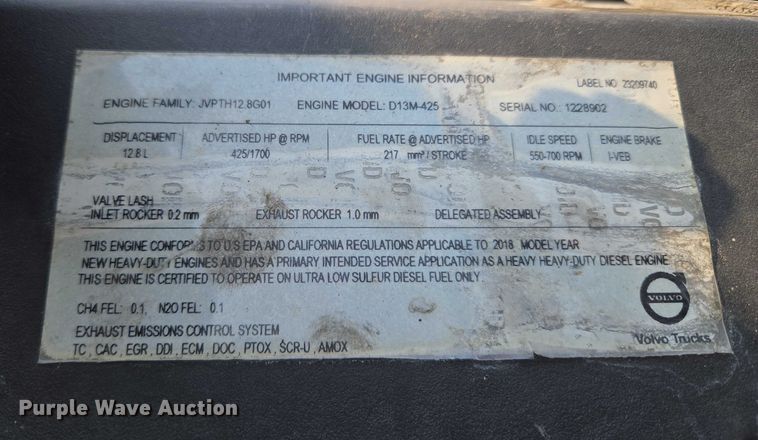 IMPORTANT ENGINE INFORMATION LABEL NO 23209740
ENGINE FAMILY: JVPTH12.8G01 ENGINE MODEL: D13M-425 SERIAL NO: 1228902
DISPLACEMENT ADVERTISED HP @ RPM FUEL RATE @ ADVERTISED HP IDLE SPEED ENGINE BRAKE
12.8 L 425/1700 217 mm³ / STROKE 550-700 RPM I-VEB
VALVE LASH
INLET ROCKER 0.2 mm EXHAUST ROCKER 1.0 mm DELEGATED ASSEMBLY
THIS ENGINE CONFORMS TO U.S EPA AND CALIFORNIA REGULATIONS APPLICABLE TO 2018 MODEL YEAR
NEW HEAVY-DUTY ENGINES AND HAS A PRIMARY INTENDED SERVICE APPLICATION AS A HEAVY HEAVY-DUTY DIESEL ENGINE
THIS ENGINE IS CERTIFIED TO OPERATE ON ULTRA LOW SULFUR DIESEL FUEL ONLY.
CH4 FEL: 0.1, N2O FEL: 0.1
EXHAUST EMISSIONS CONTROL SYSTEM
TC , CAC , EGR , DDI , ECM , DOC , PTOX , SCR-U , AMOX
VOLVO
Volvo Trucks
Purple Wave Auction